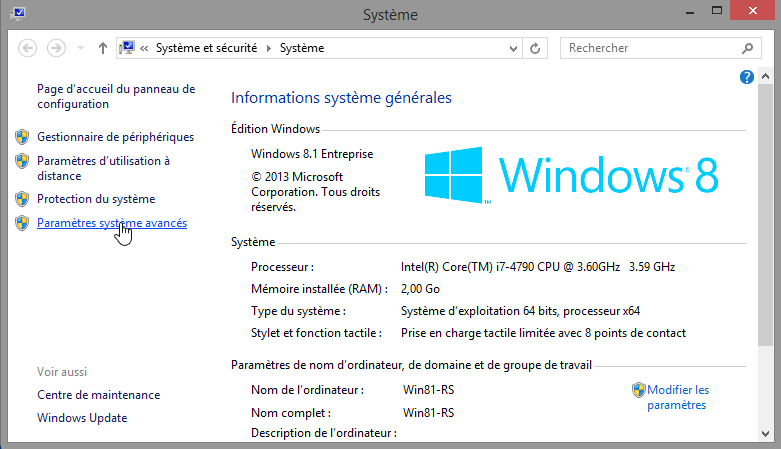 Système
Système et sécurité
Système
Rechercher
Page d'accueil du panneau de
configuration
Gestionnaire de périphériques
Paramètres d'utilisation à
distance
Protection du système
Paramètres système avancés
Voir aussi
Centre de maintenance
Windows Update
Informations système générales
Édition Windows
Windows 8.1 Entreprise
© 2013 Microsoft
Corporation. Tous droits
réservés.
Windows® 8
Système
Processeur : Intel(R) Core(TM) i7-4790 CPU @ 3.60GHz 3.59 GHz
Mémoire installée (RAM) : 2,00 Go
Type du système : Système d'exploitation 64 bits, processeur x64
Stylet et fonction tactile : Prise en charge tactile limitée avec 8 points de contact
Paramètres de nom d'ordinateur, de domaine et de groupe de travail
Nom de l'ordinateur : Win81-RS
Modifier les
paramètres
Nom complet : Win81-RS
Description de l'ordinateur :